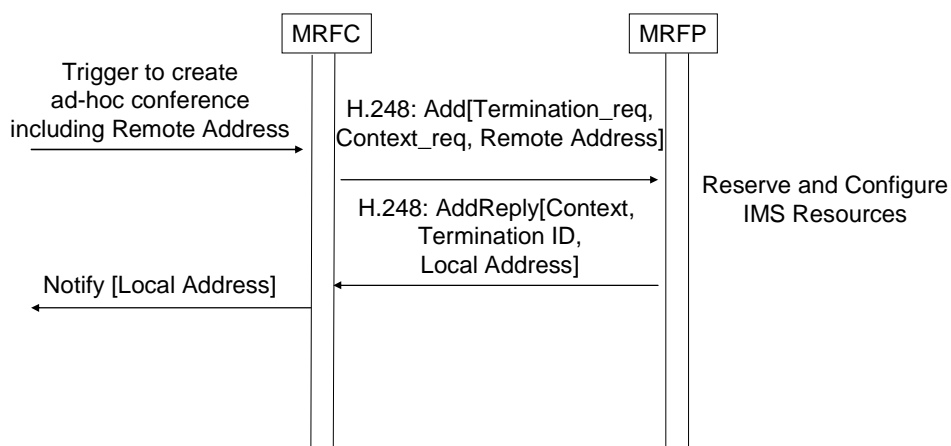 MRFC
MRFP
Trigger to create
ad-hoc conference
including Remote Address
H.248: Add[Termination_req,
Context_req, Remote Address]
Reserve and Configure
IMS Resources
H.248: AddReply[Context,
Termination ID,
Local Address]
Notify [Local Address]